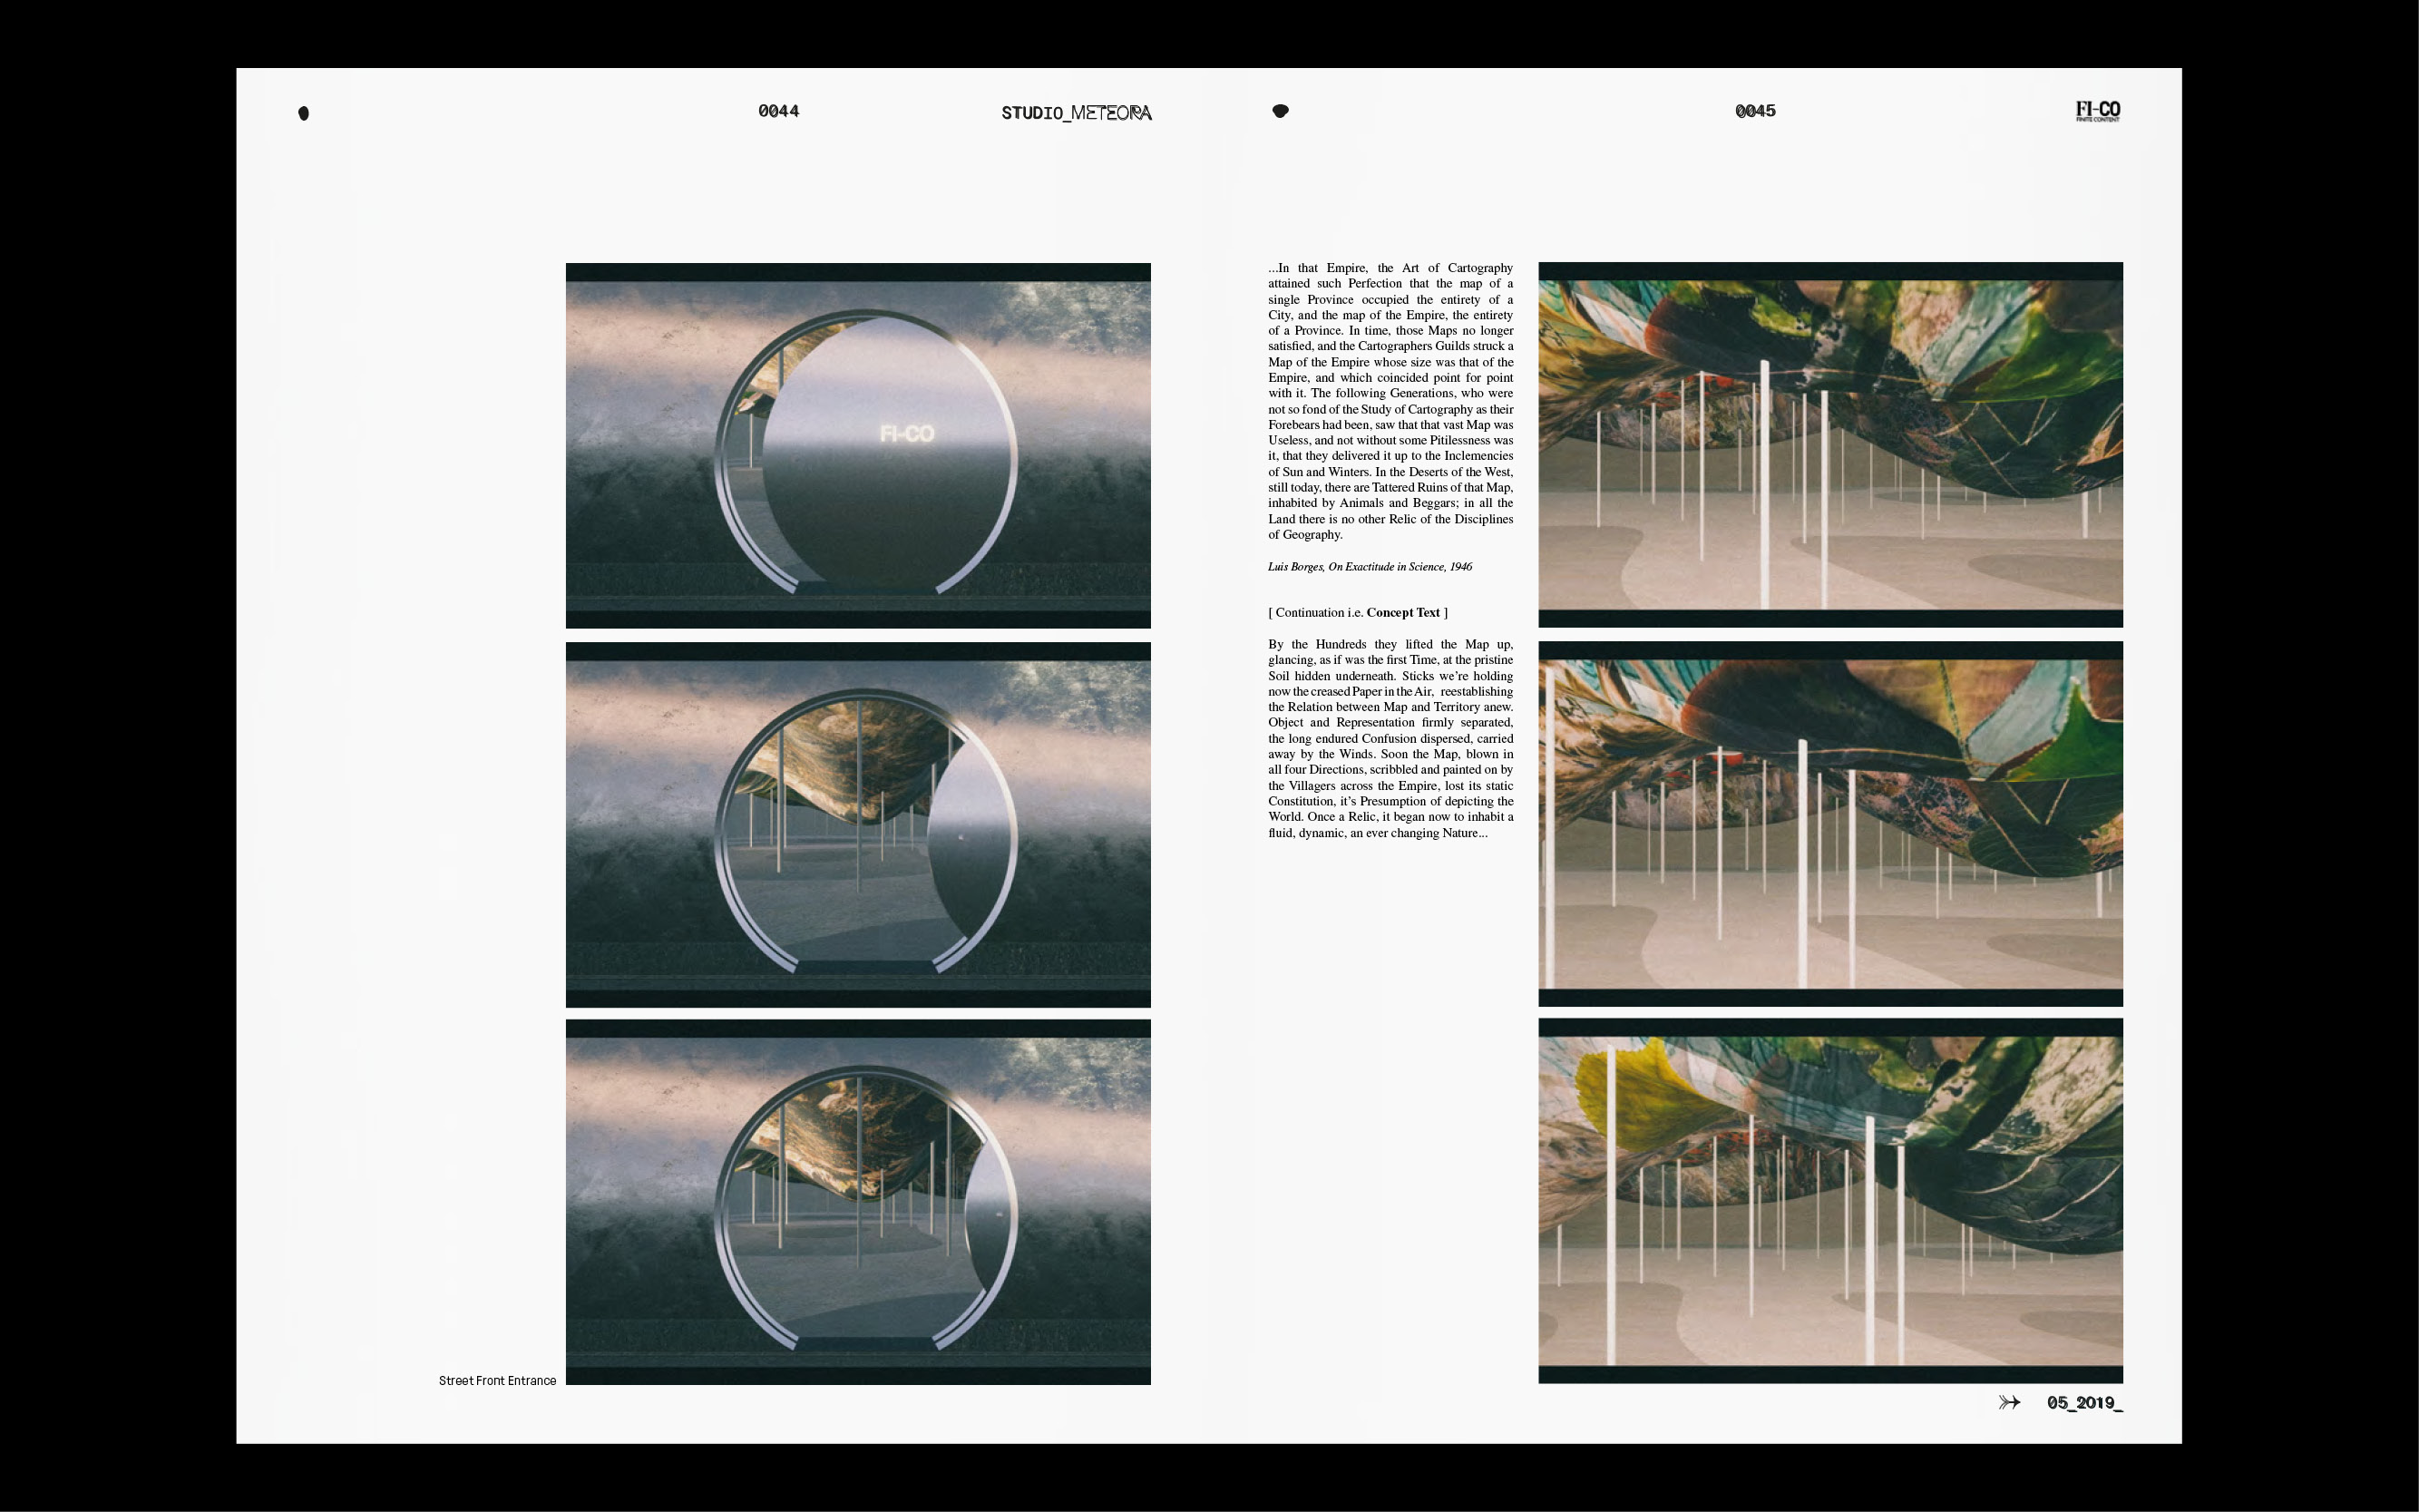 0044
STUDIO_METEORA
0045
FI-CO
FINITE CONTENT
FI-CO
Street Front Entrance
...In that Empire, the Art of Cartography
attained such Perfection that the map of a
single Province occupied the entirety of a
City, and the map of the Empire, the entirety
of a Province. In time, those Maps no longer
satisfied, and the Cartographers Guilds struck a
Map of the Empire whose size was that of the
Empire, and which coincided point for point
with it. The following Generations, who were
not so fond of the Study of Cartography as their
Forebears had been, saw that that vast Map was
Useless, and not without some Pitilessness was
it, that they delivered it up to the Inclemencies
of Sun and Winters. In the Deserts of the West,
still today, there are Tattered Ruins of that Map,
inhabited by Animals and Beggars; in all the
Land there is no other Relic of the Disciplines
of Geography.
Luis Borges, On Exactitude in Science, 1946
[ Continuation i.e. Concept Text ]
By the Hundreds they lifted the Map up,
glancing, as if was the first Time, at the pristine
Soil hidden underneath. Sticks we're holding
now the creased Paper in the Air, reestablishing
the Relation between Map and Territory anew.
Object and Representation firmly separated,
the long endured Confusion dispersed, carried
away by the Winds. Soon the Map, blown in
all four Directions, scribbled and painted on by
the Villagers across the Empire, lost its static
Constitution, it's Presumption of depicting the
World. Once a Relic, it began now to inhabit a
fluid, dynamic, an ever changing Nature...
05_2019_